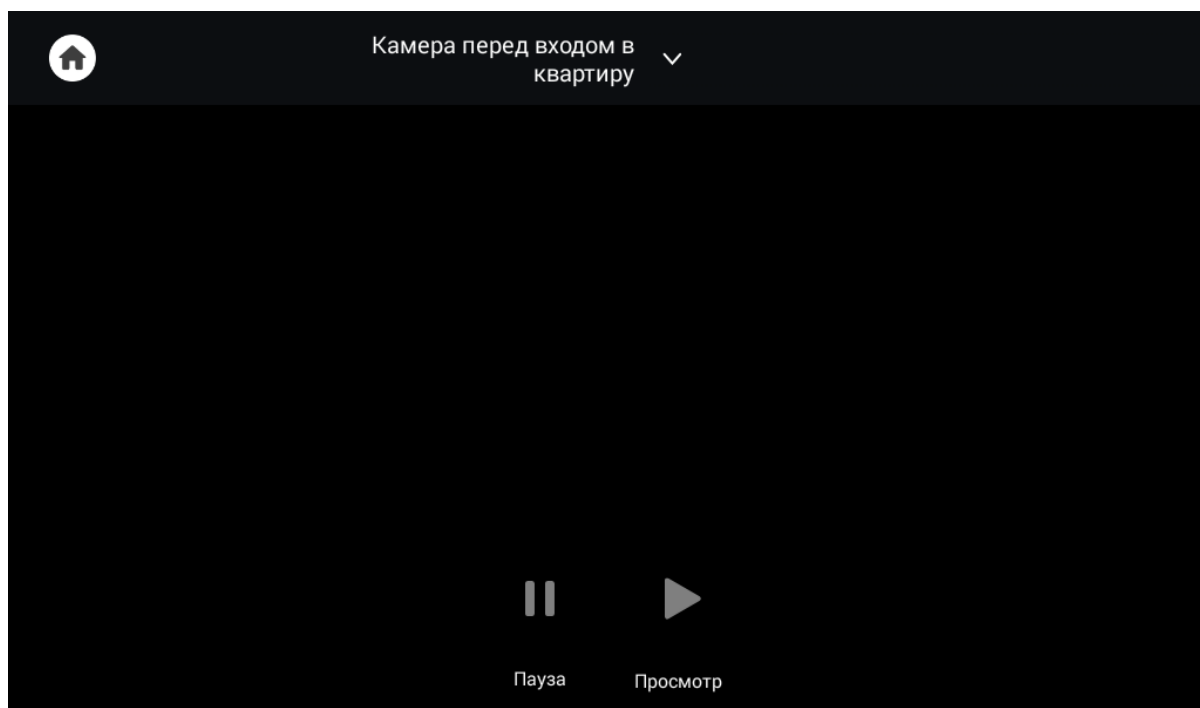 Камера перед входом в
квартиру
Пауза
Просмотр